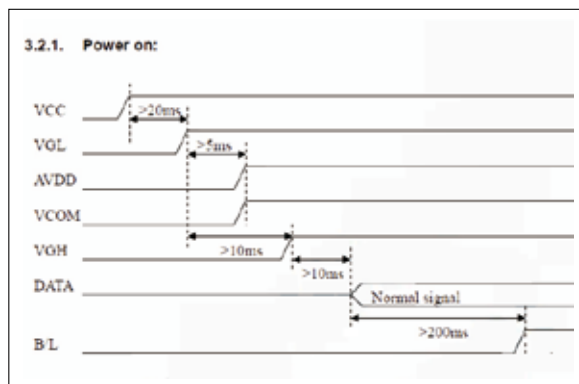 3.2.1. Power on:
VCC
>20ms
VGL
>5ms
AVDD
VCOM
VGH
>10ms
>10ms
DATA
Normal signal
>200ms
B/L